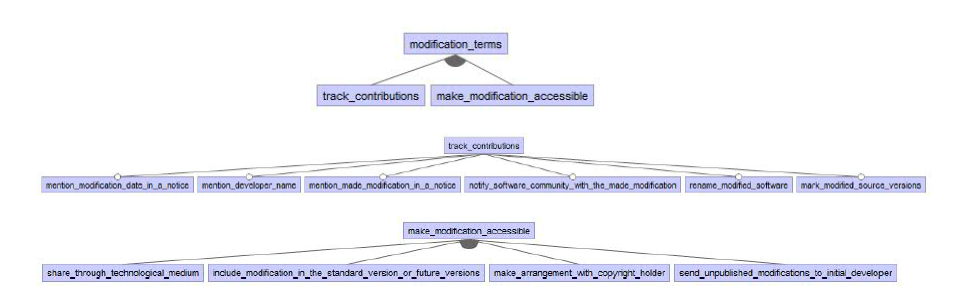 modification_terms
track_contributions make_modification_accessible
track_contributions
mention_modification_date_in_a_notice mention_developer_name mention_made_modification_in_a_notice notify_software_community_with_the_made_modification rename_modified_software mark_modified_source_versions
make_modification_accessible
share_through_technological_medium include_modification_in_the_standard_version_or_future_versions make_arrangement_with_copyright_holder send_unpublished_modifications_to_initial_developer